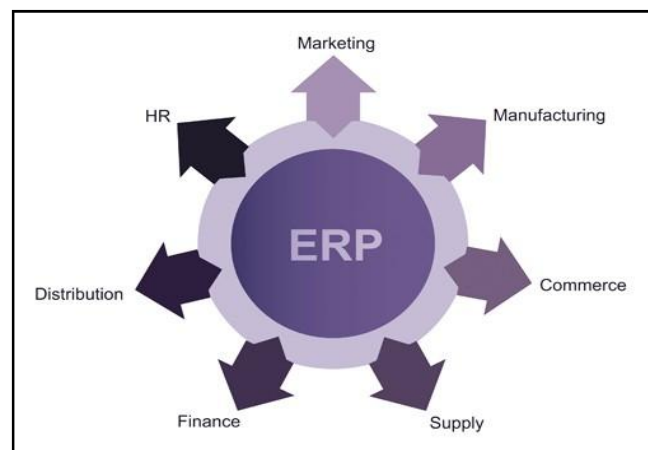 Marketing
HR
Manufacturing
ERP
Distribution
Commerce
Finance
Supply